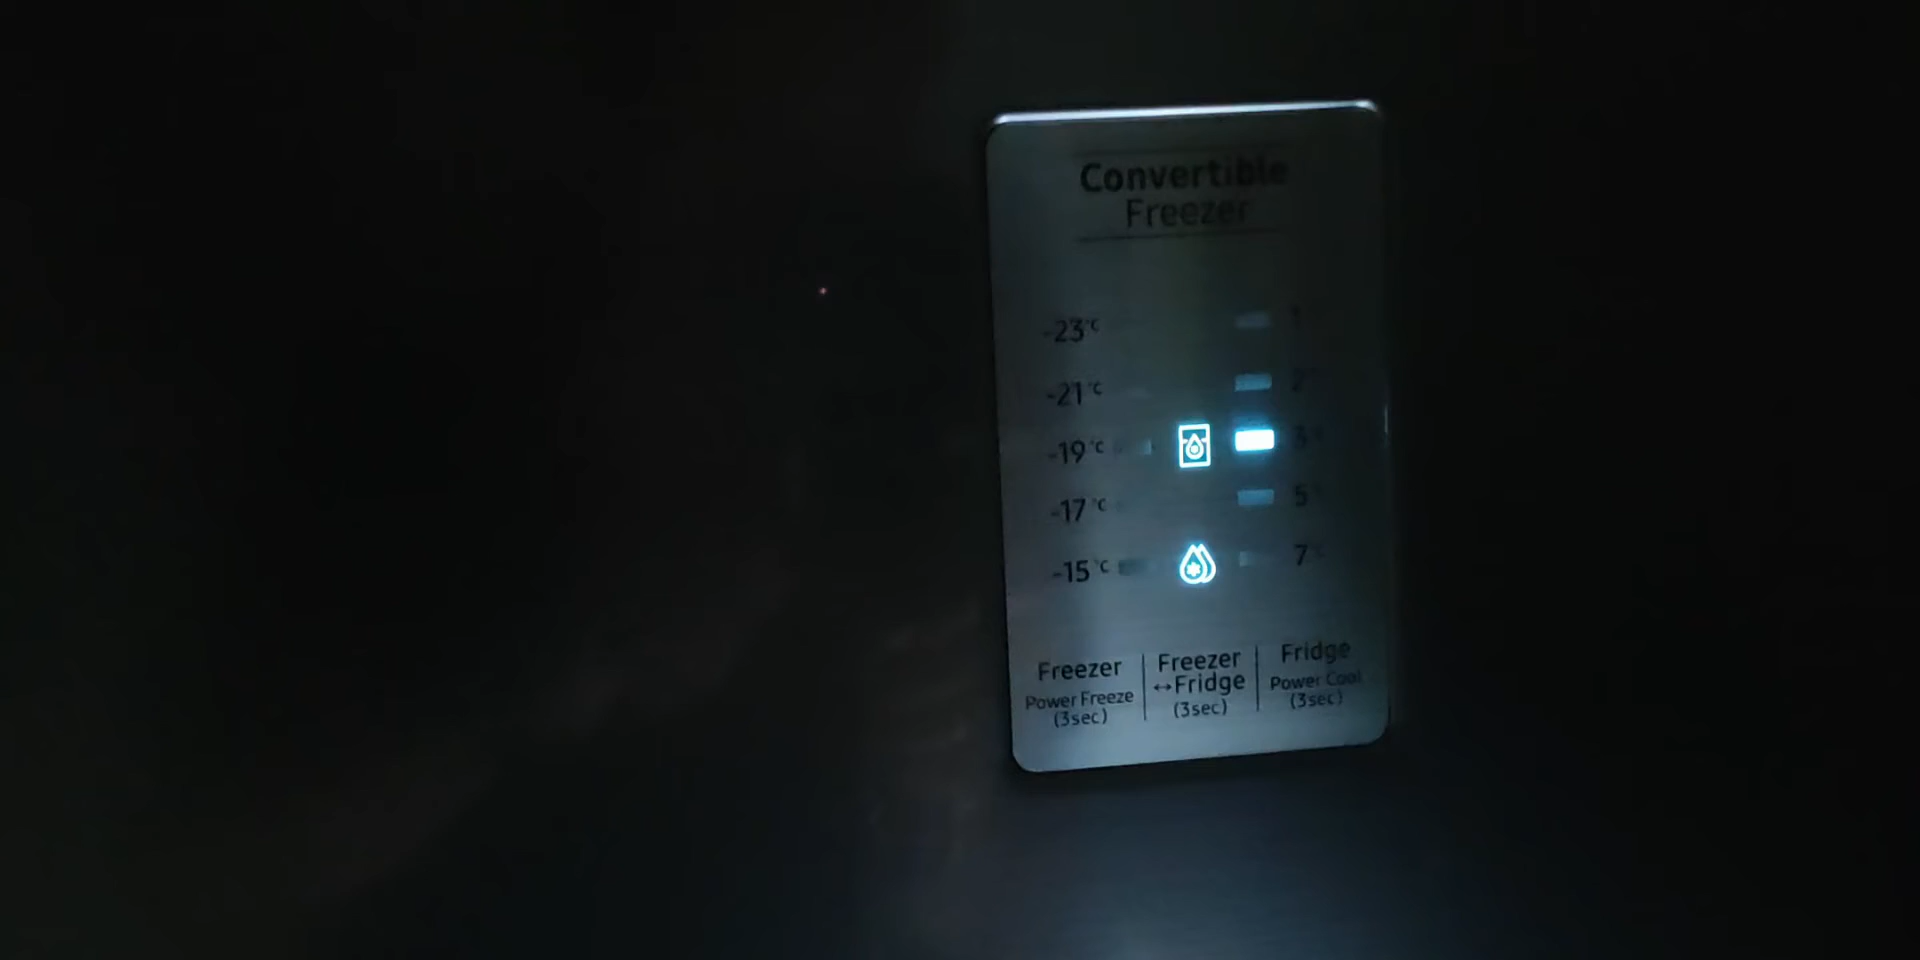 Convertible
Freezer
-23°C
-21°C 2
-19°C 3
-17°C 5
-15°C 7
Freezer
Power Freeze
(3sec)
Freezer
↔Fridge
(3sec)
Fridge
Power Cool
(3sec)